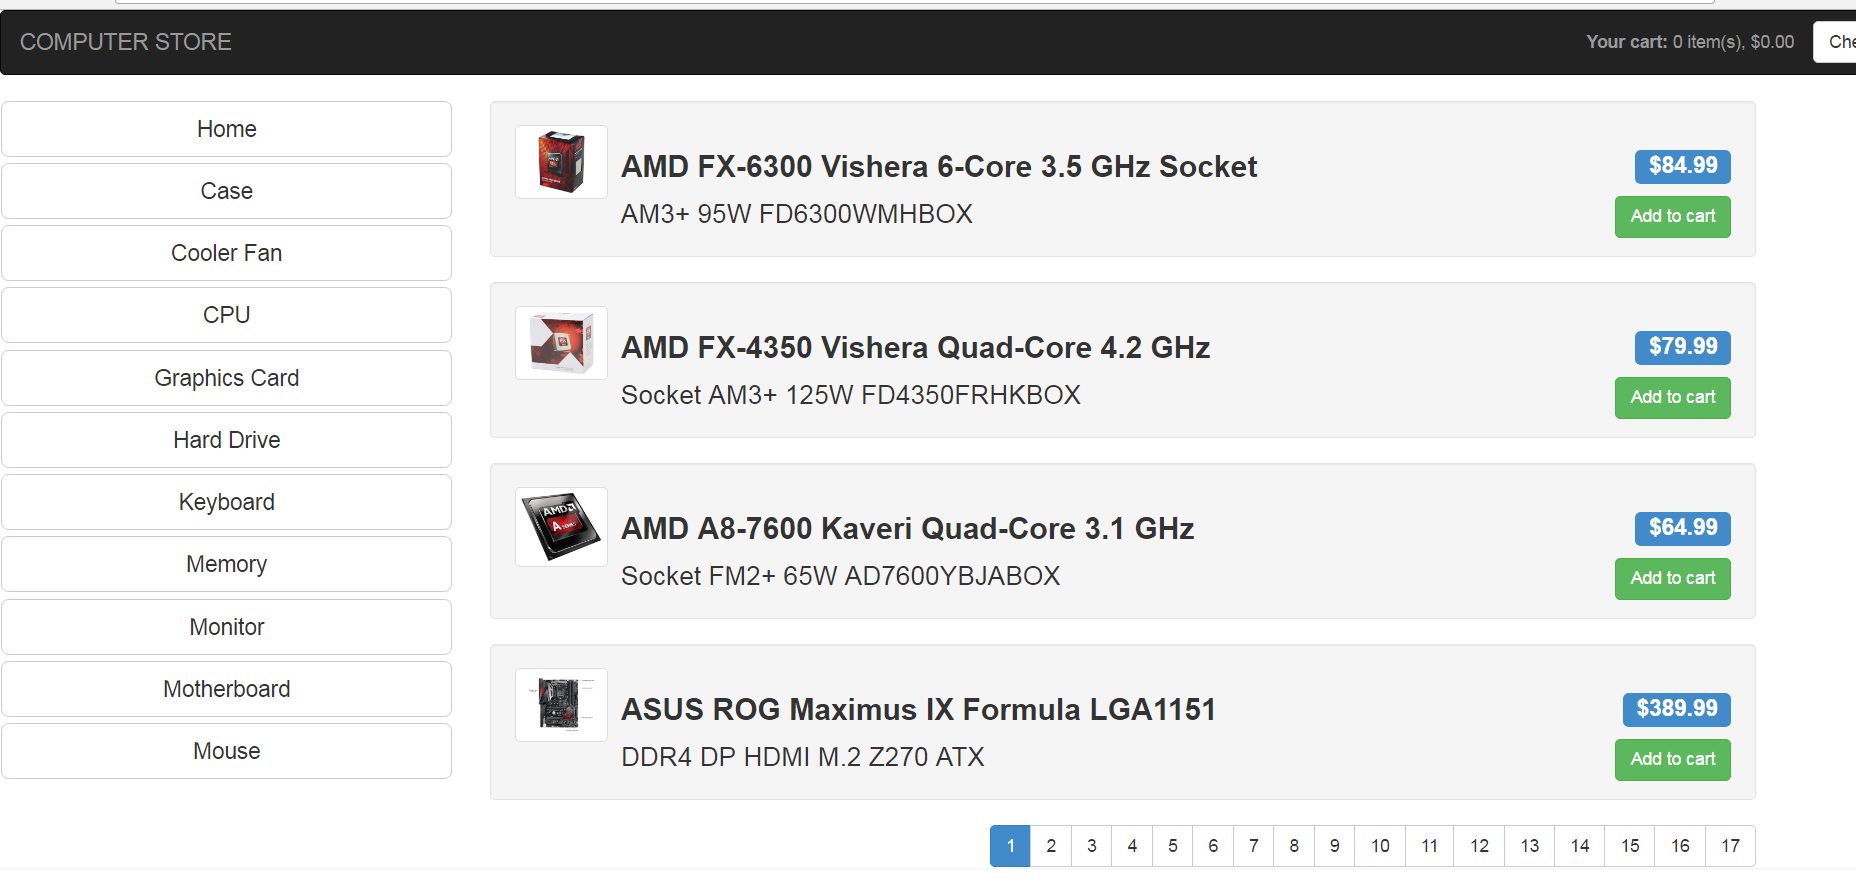 COMPUTER STORE
Your cart: 0 item(s), $0.00
Home
Case
Cooler Fan
CPU
Graphics Card
Hard Drive
Keyboard
Memory
Monitor
Motherboard
Mouse
AMD FX-6300 Vishera 6-Core 3.5 GHz Socket
AM3+ 95W FD6300WMHBOX
$84.99
Add to cart
AMD FX-4350 Vishera Quad-Core 4.2 GHz
Socket AM3+ 125W FD4350FRHKBOX
$79.99
Add to cart
AMD
AMD A8-7600 Kaveri Quad-Core 3.1 GHz
Socket FM2+ 65W AD7600YBJABOX
$64.99
Add to cart
ASUS ROG Maximus IX Formula LGA1151
DDR4 DP HDMI M.2 Z270 ATX
$389.99
Add to cart
1 2 3 4 5 6 7 8 9 10 11 12 13 14 15 16 17